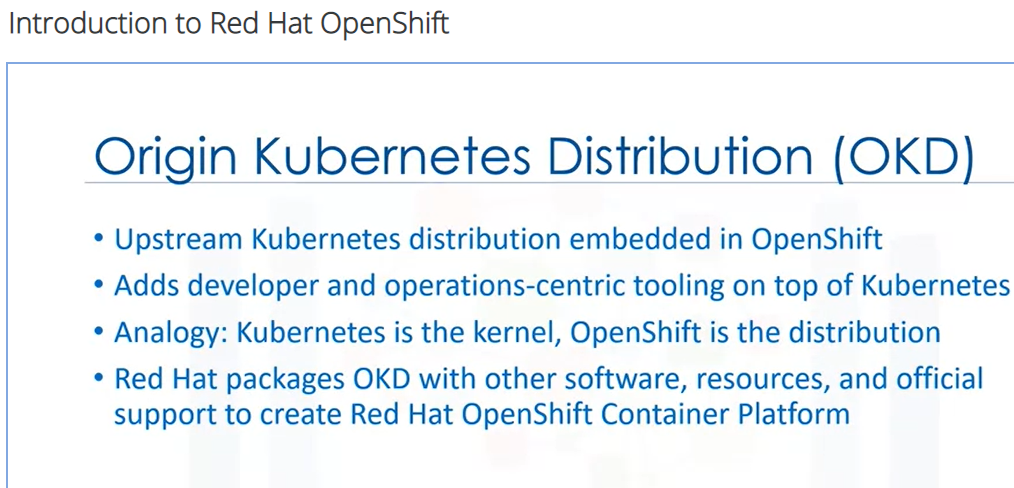 Introduction to Red Hat OpenShift
Origin Kubernetes Distribution (OKD)
• Upstream Kubernetes distribution embedded in OpenShift
• Adds developer and operations-centric tooling on top of Kubernetes
• Analogy: Kubernetes is the kernel, OpenShift is the distribution
• Red Hat packages OKD with other software, resources, and official
support to create Red Hat OpenShift Container Platform